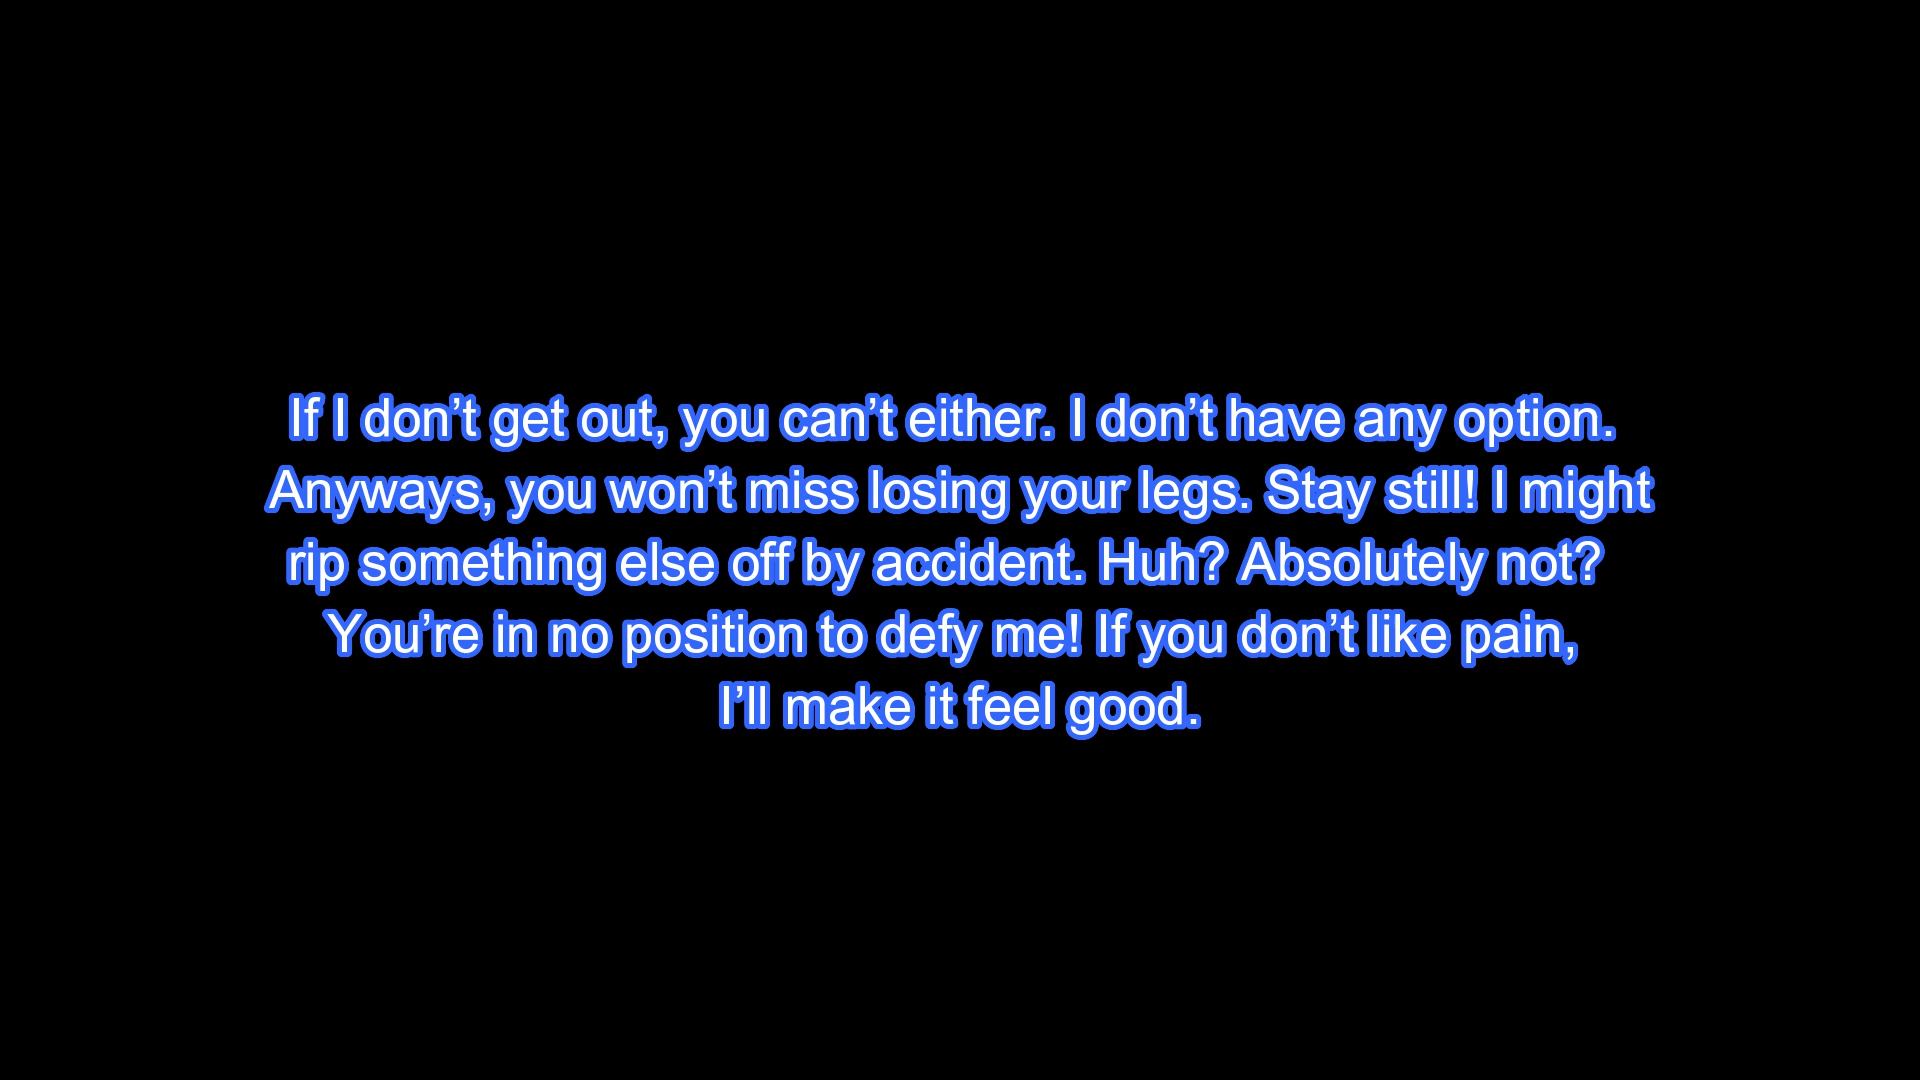 If I don’t get out, you can’t either. I don’t have any option.
Anyways, you won’t miss losing your legs. Stay still! I might
rip something else off by accident. Huh? Absolutely not?
You’re in no position to defy me! If you don’t like pain,
I’ll make it feel good.